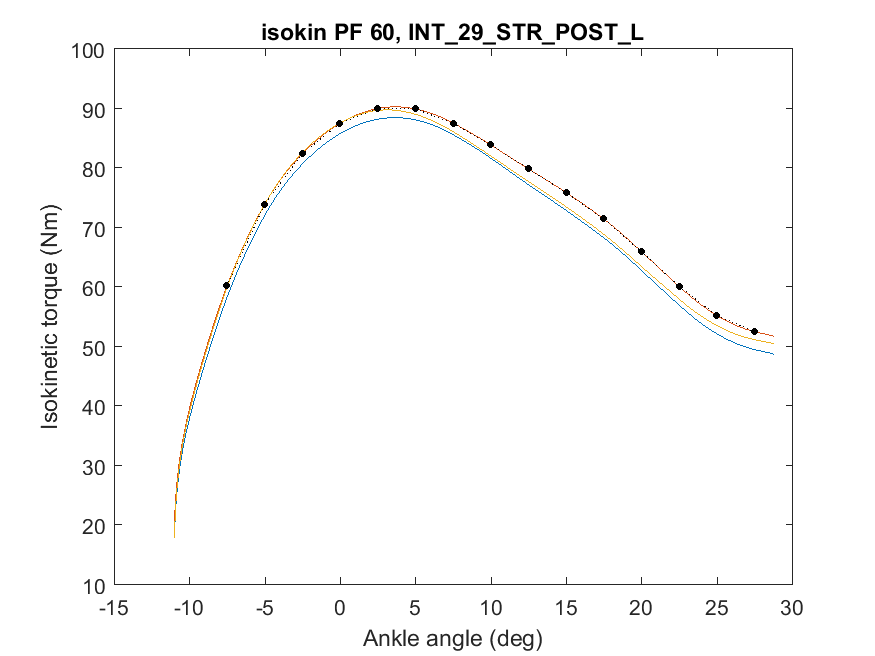 isokin PF 60, INT_29_STR_POST_L
100
90
80
70
60
50
40
30
20
10
Isokinetic torque (Nm)
-15 -10 -5 0 5 10 15 20 25 30
Ankle angle (deg)